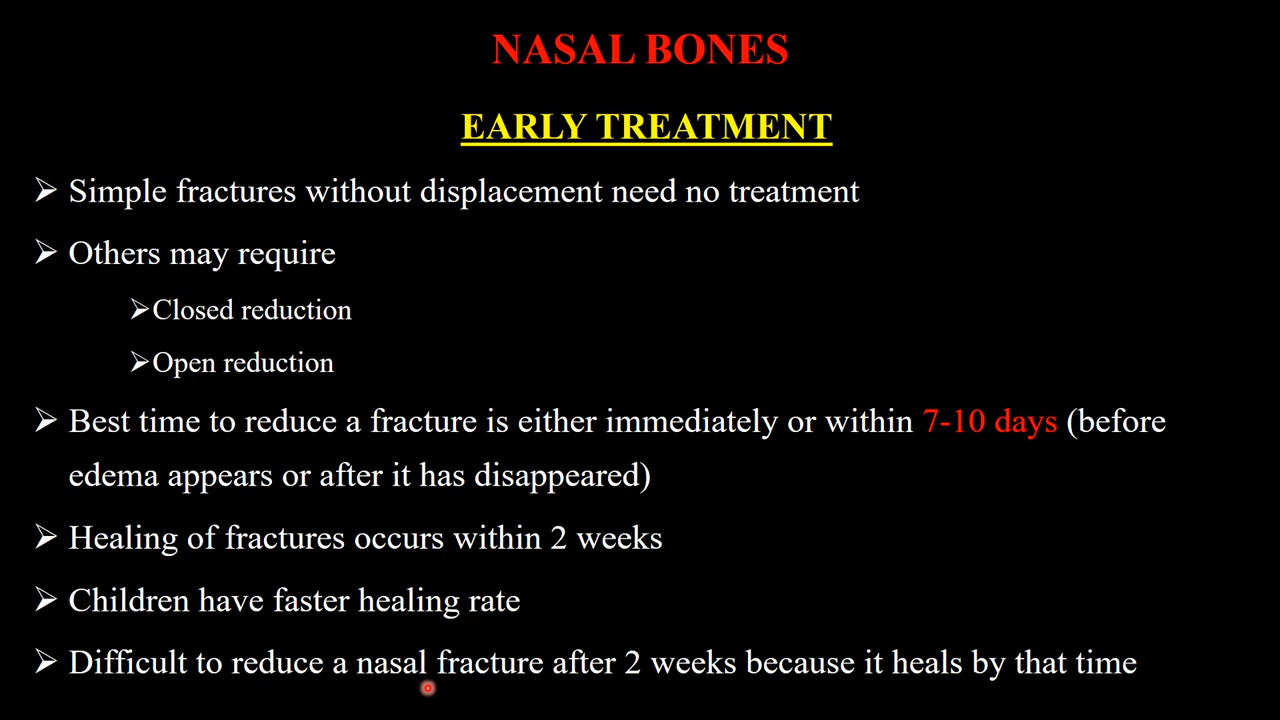 NASAL BONES
EARLY TREATMENT
➢ Simple fractures without displacement need no treatment
➢ Others may require
➢Closed reduction
➢Open reduction
➢ Best time to reduce a fracture is either immediately or within 7-10 days (before
edema appears or after it has disappeared)
➢ Healing of fractures occurs within 2 weeks
➢ Children have faster healing rate
➢ Difficult to reduce a nasal fracture after 2 weeks because it heals by that time